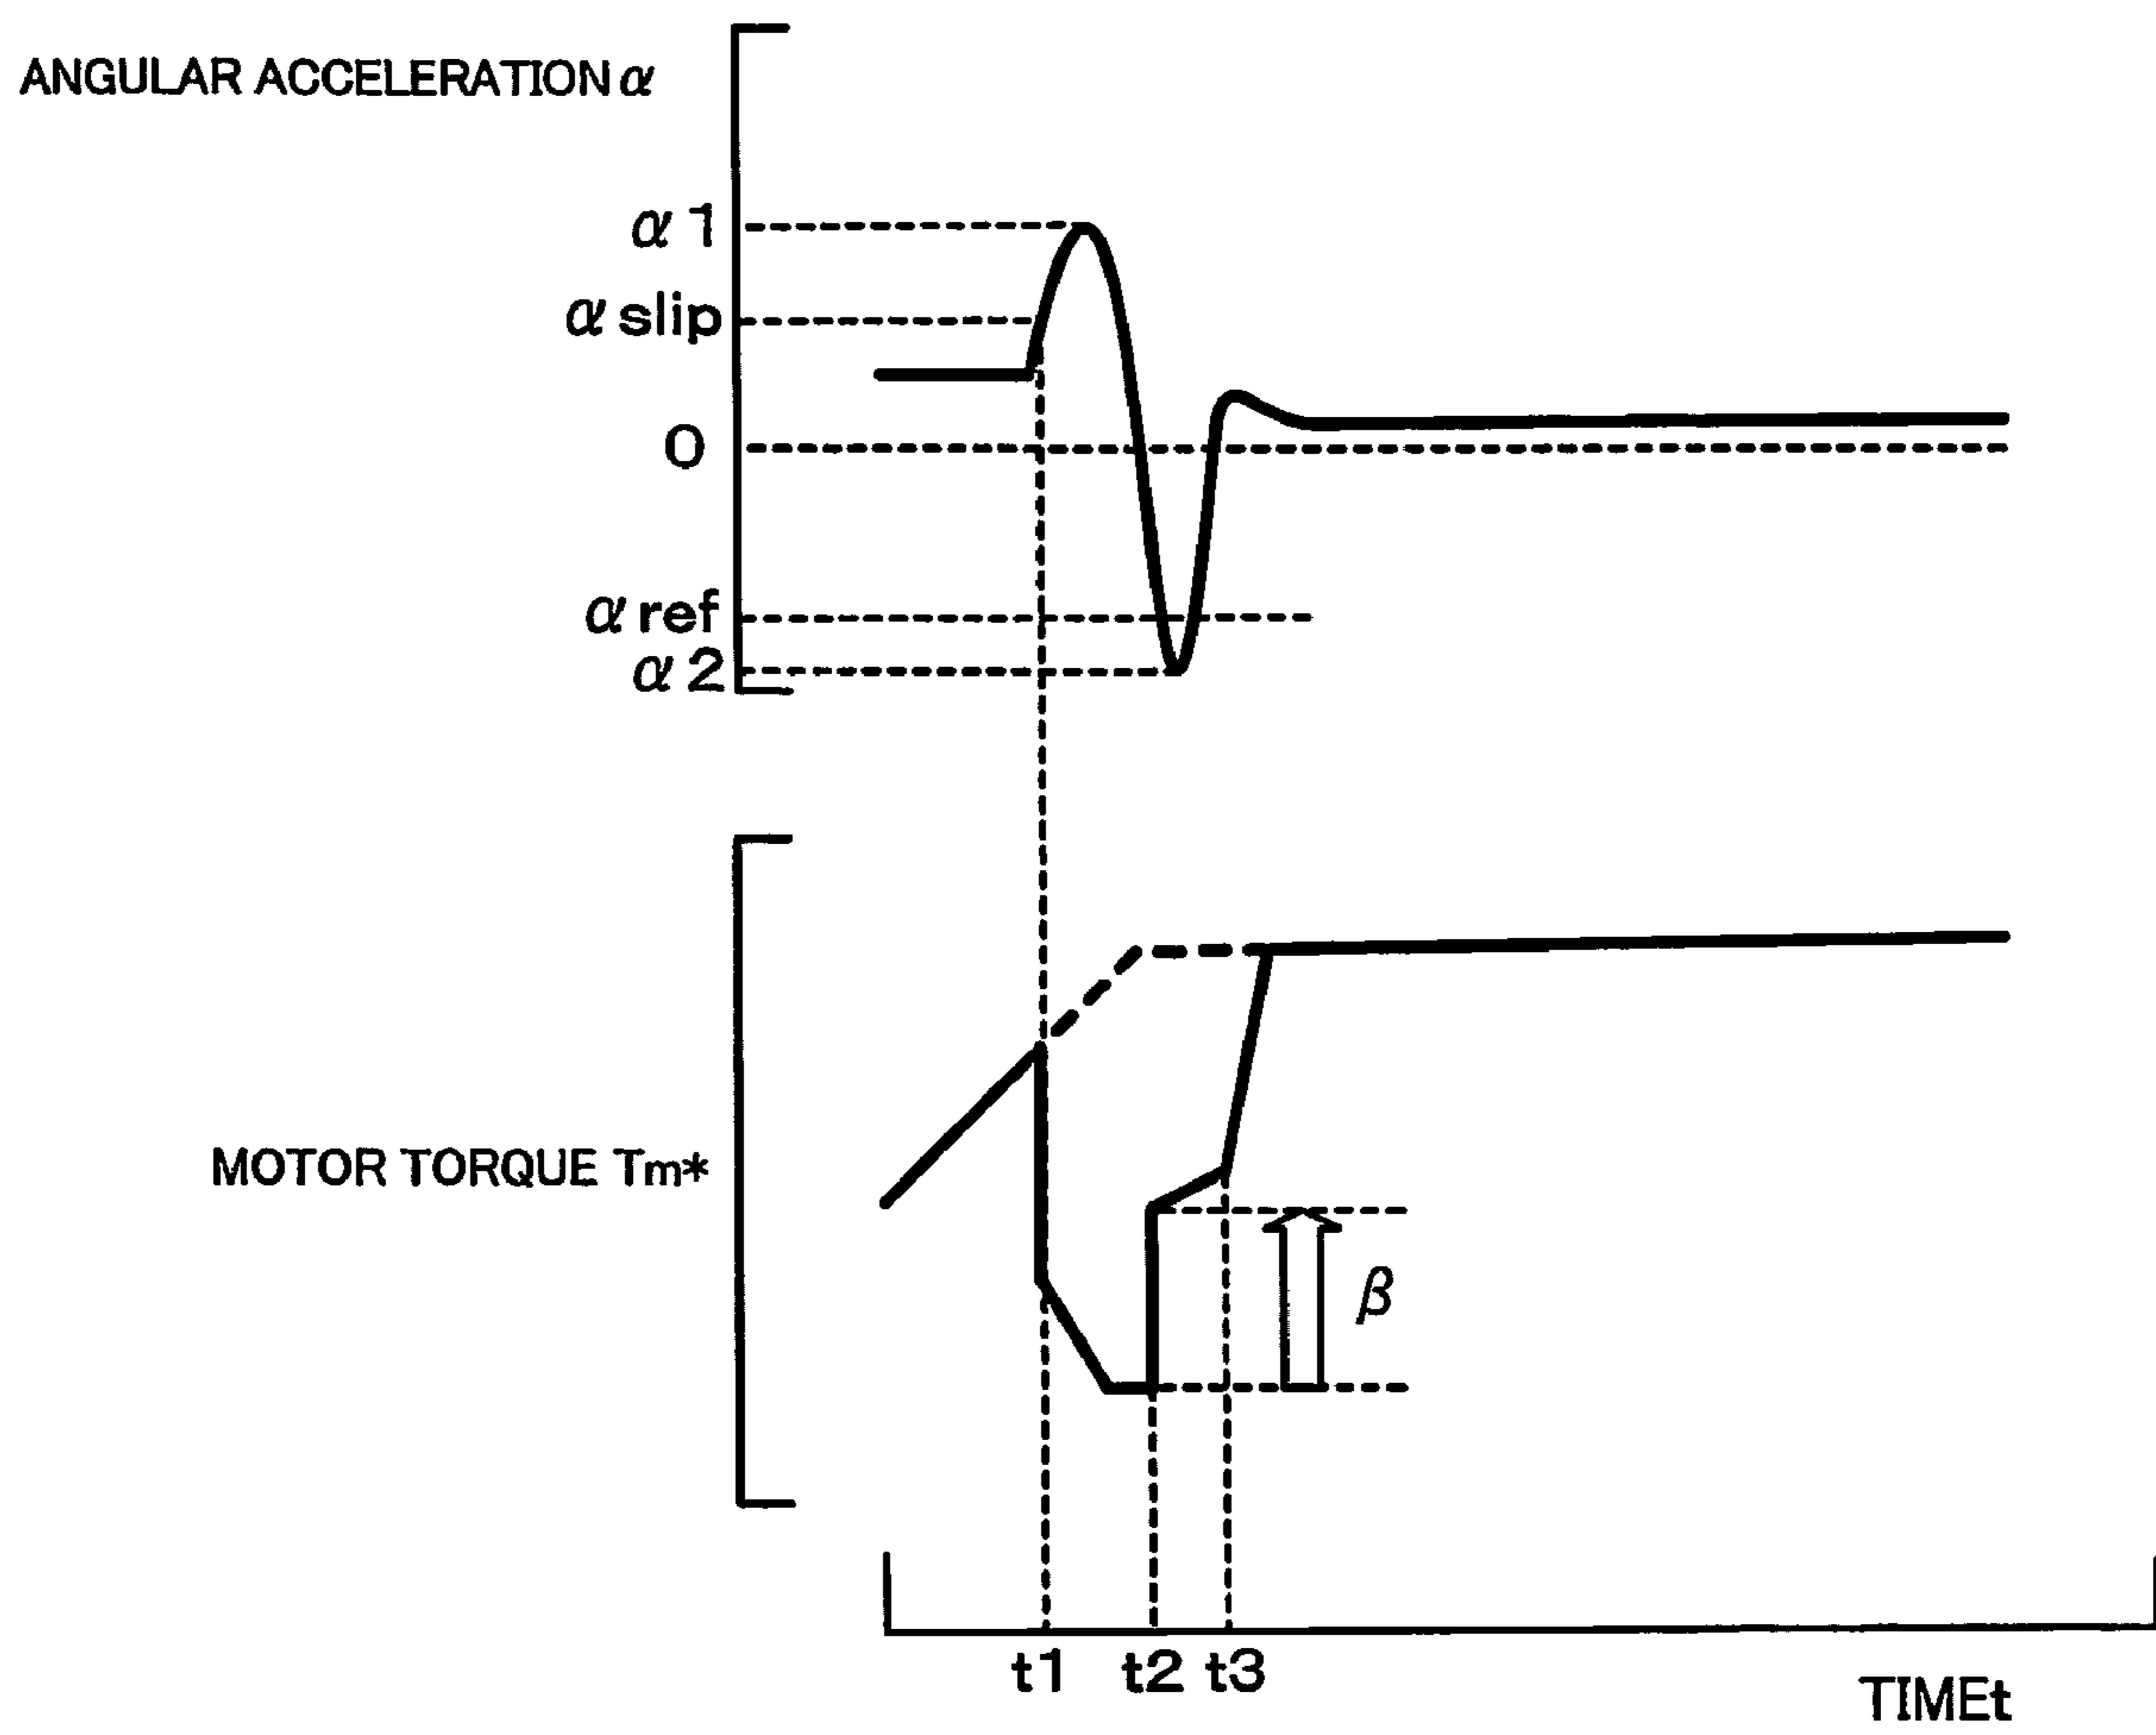 ANGULAR ACCELERATION α
α 1
α slip
0
α ref
α 2
MOTOR TORQUE Tm*
β
t1 t2 t3
TIMEt